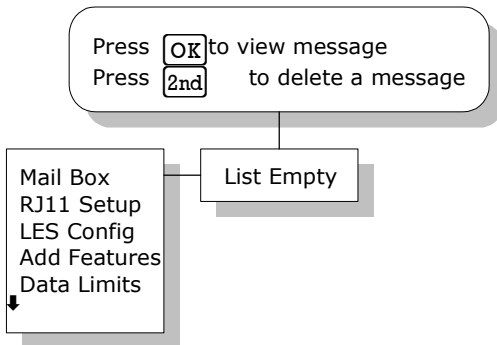 Press OK to view message
Press 2nd to delete a message
List Empty
Mail Box
RJ11 Setup
LES Config
Add Features
Data Limits